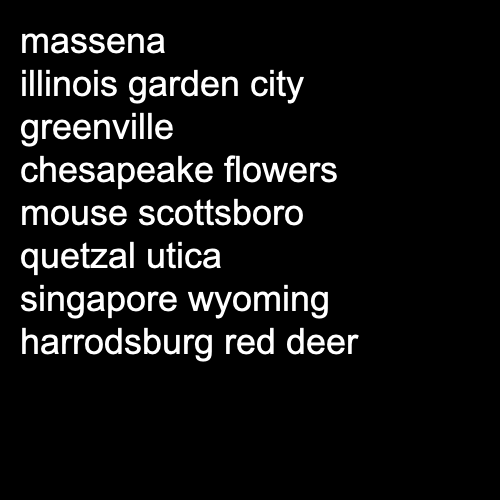 massena
illinois garden city
greenville
chesapeake flowers
mouse scottsboro
quetzal utica
singapore wyoming
harrodsburg red deer